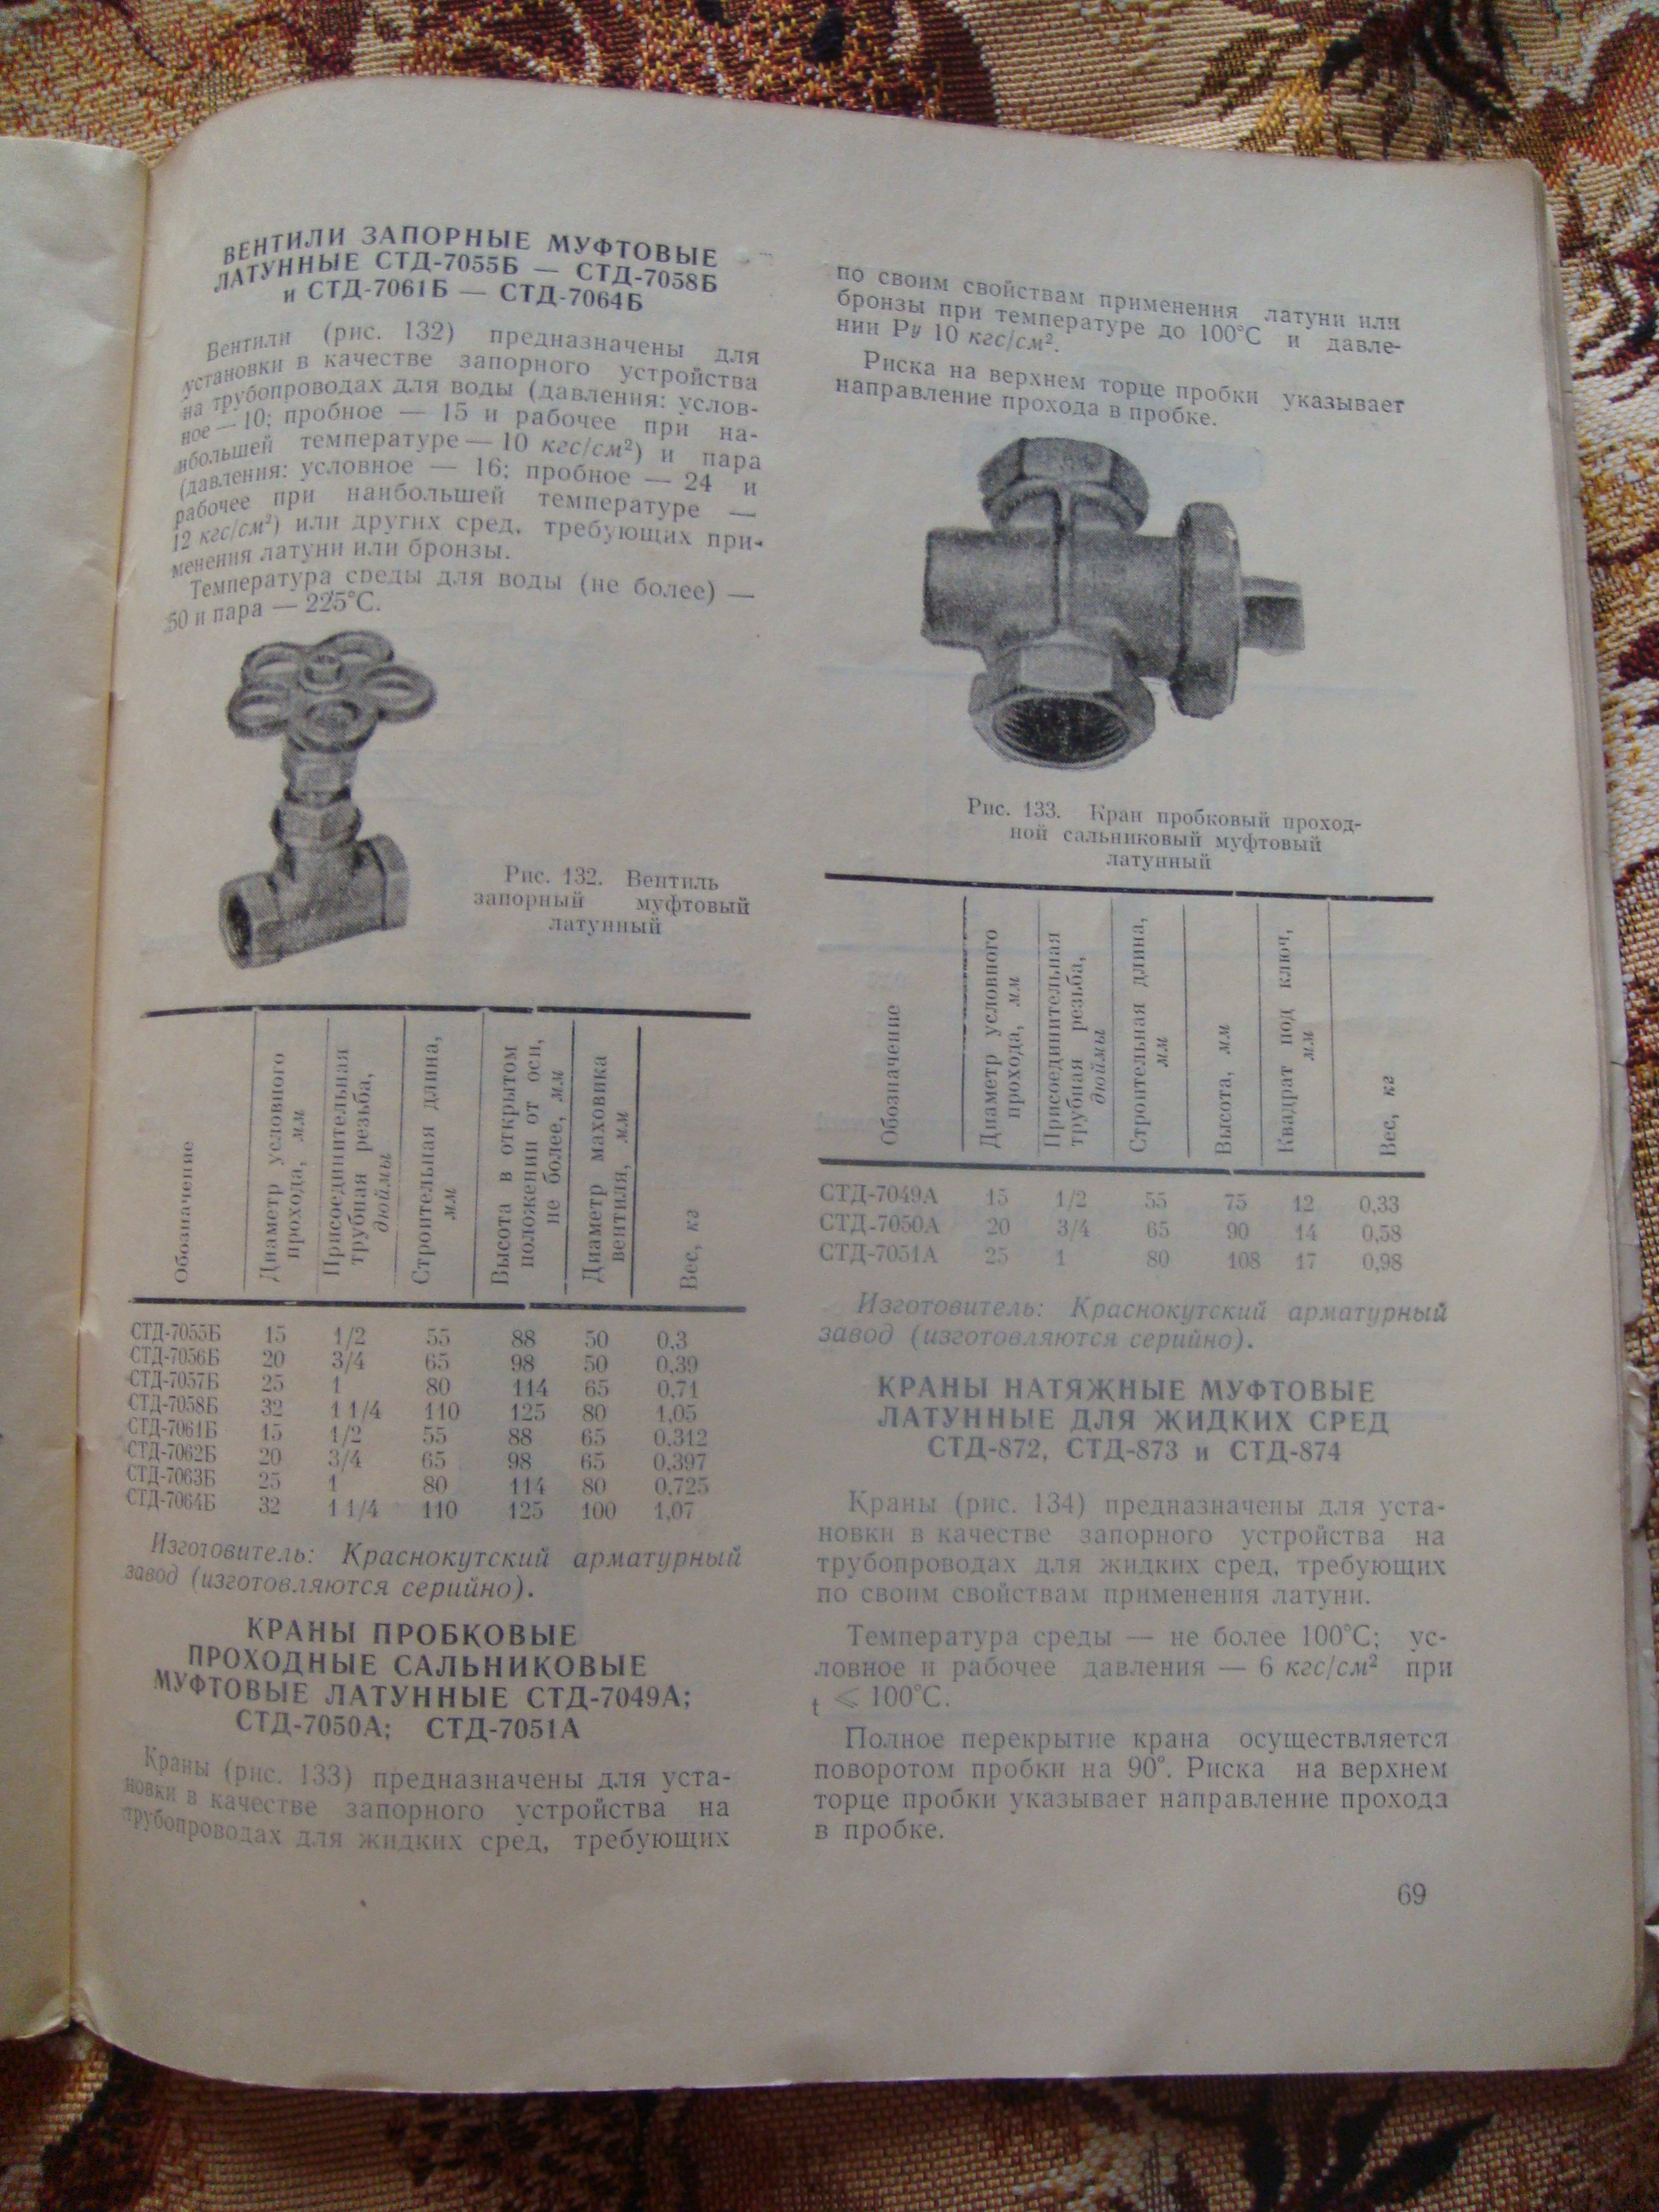 ВЕНТИЛИ ЗАПОРНЫЕ МУФТОВЫЕ
ЛАТУННЫЕ СТД-7055Б — СТД-7058Б
и СТД-7061Б — СТД-7064Б
Вентили (рис. 132) предназначены для
установки в качестве запорного устройства
на трубопроводах для воды (давления: услов-
ное — 10; пробное — 15 и рабочее при на-
ибольшей температуре — 10 кгс/см²) и пара
(давления: условное — 16; пробное — 24 и
рабочее при наибольшей температуре —
12 кгс/см²) или других сред, требующих при-
менения латуни или бронзы.
Температура среды для воды (не более) —
50 и пара — 225°С.
Рис. 132. Вентиль
запорный муфтовый
латунный
Обозначение
Диаметр условного
прохода, мм
Присоединительная
трубная резьба,
дюймы
Строительная длина,
мм
Высота в открытом
положении от оси,
не более, мм
Диаметр маховика
вентиля, мм
Вес, кг
СТД-7055Б 15 1/2 55 88 50 0,3
СТД-7056Б 20 3/4 65 98 50 0,39
СТД-7057Б 25 1 80 114 65 0,71
СТД-7058Б 32 1 1/4 110 125 80 1,05
СТД-7061Б 15 1/2 55 88 65 0,312
СТД-7062Б 20 3/4 65 98 65 0,397
СТД-7063Б 25 1 80 114 80 0,725
СТД-7064Б 32 1 1/4 110 125 100 1,07
Изготовитель: Краснокутский арматурный
завод (изготовляются серийно).
КРАНЫ ПРОБКОВЫЕ
ПРОХОДНЫЕ САЛЬНИКОВЫЕ
МУФТОВЫЕ ЛАТУННЫЕ СТД-7049А;
СТД-7050А; СТД-7051А
Краны (рис. 133) предназначены для уста-
новки в качестве запорного устройства на
трубопроводах для жидких сред, требующих
по своим свойствам применения латуни или
бронзы при температуре до 100°С и давле-
нии Ру 10 кгс/см².
Риска на верхнем торце пробки указывает
направление прохода в пробке.
Рис. 133. Кран пробковый проход-
ной сальниковый муфтовый
латунный
Обозначение
Диаметр условного
прохода, мм
Присоединительная
трубная резьба,
дюймы
Строительная длина,
мм
Высота, мм
Квадрат под ключ,
мм
Вес, кг
СТД-7049А 15 1/2 55 75 12 0,33
СТД-7050А 20 3/4 65 90 14 0,58
СТД-7051А 25 1 80 108 17 0,98
Изготовитель: Краснокутский арматурный
завод (изготовляются серийно).
КРАНЫ НАТЯЖНЫЕ МУФТОВЫЕ
ЛАТУННЫЕ ДЛЯ ЖИДКИХ СРЕД
СТД-872, СТД-873 и СТД-874
Краны (рис. 134) предназначены для уста-
новки в качестве запорного устройства на
трубопроводах для жидких сред, требующих
по своим свойствам применения латуни.
Температура среды — не более 100°С; ус-
ловное и рабочее давления — 6 кгс/см² при
t ⩽ 100°С.
Полное перекрытие крана осуществляется
поворотом пробки на 90°. Риска на верхнем
торце пробки указывает направление прохода
в пробке.
69